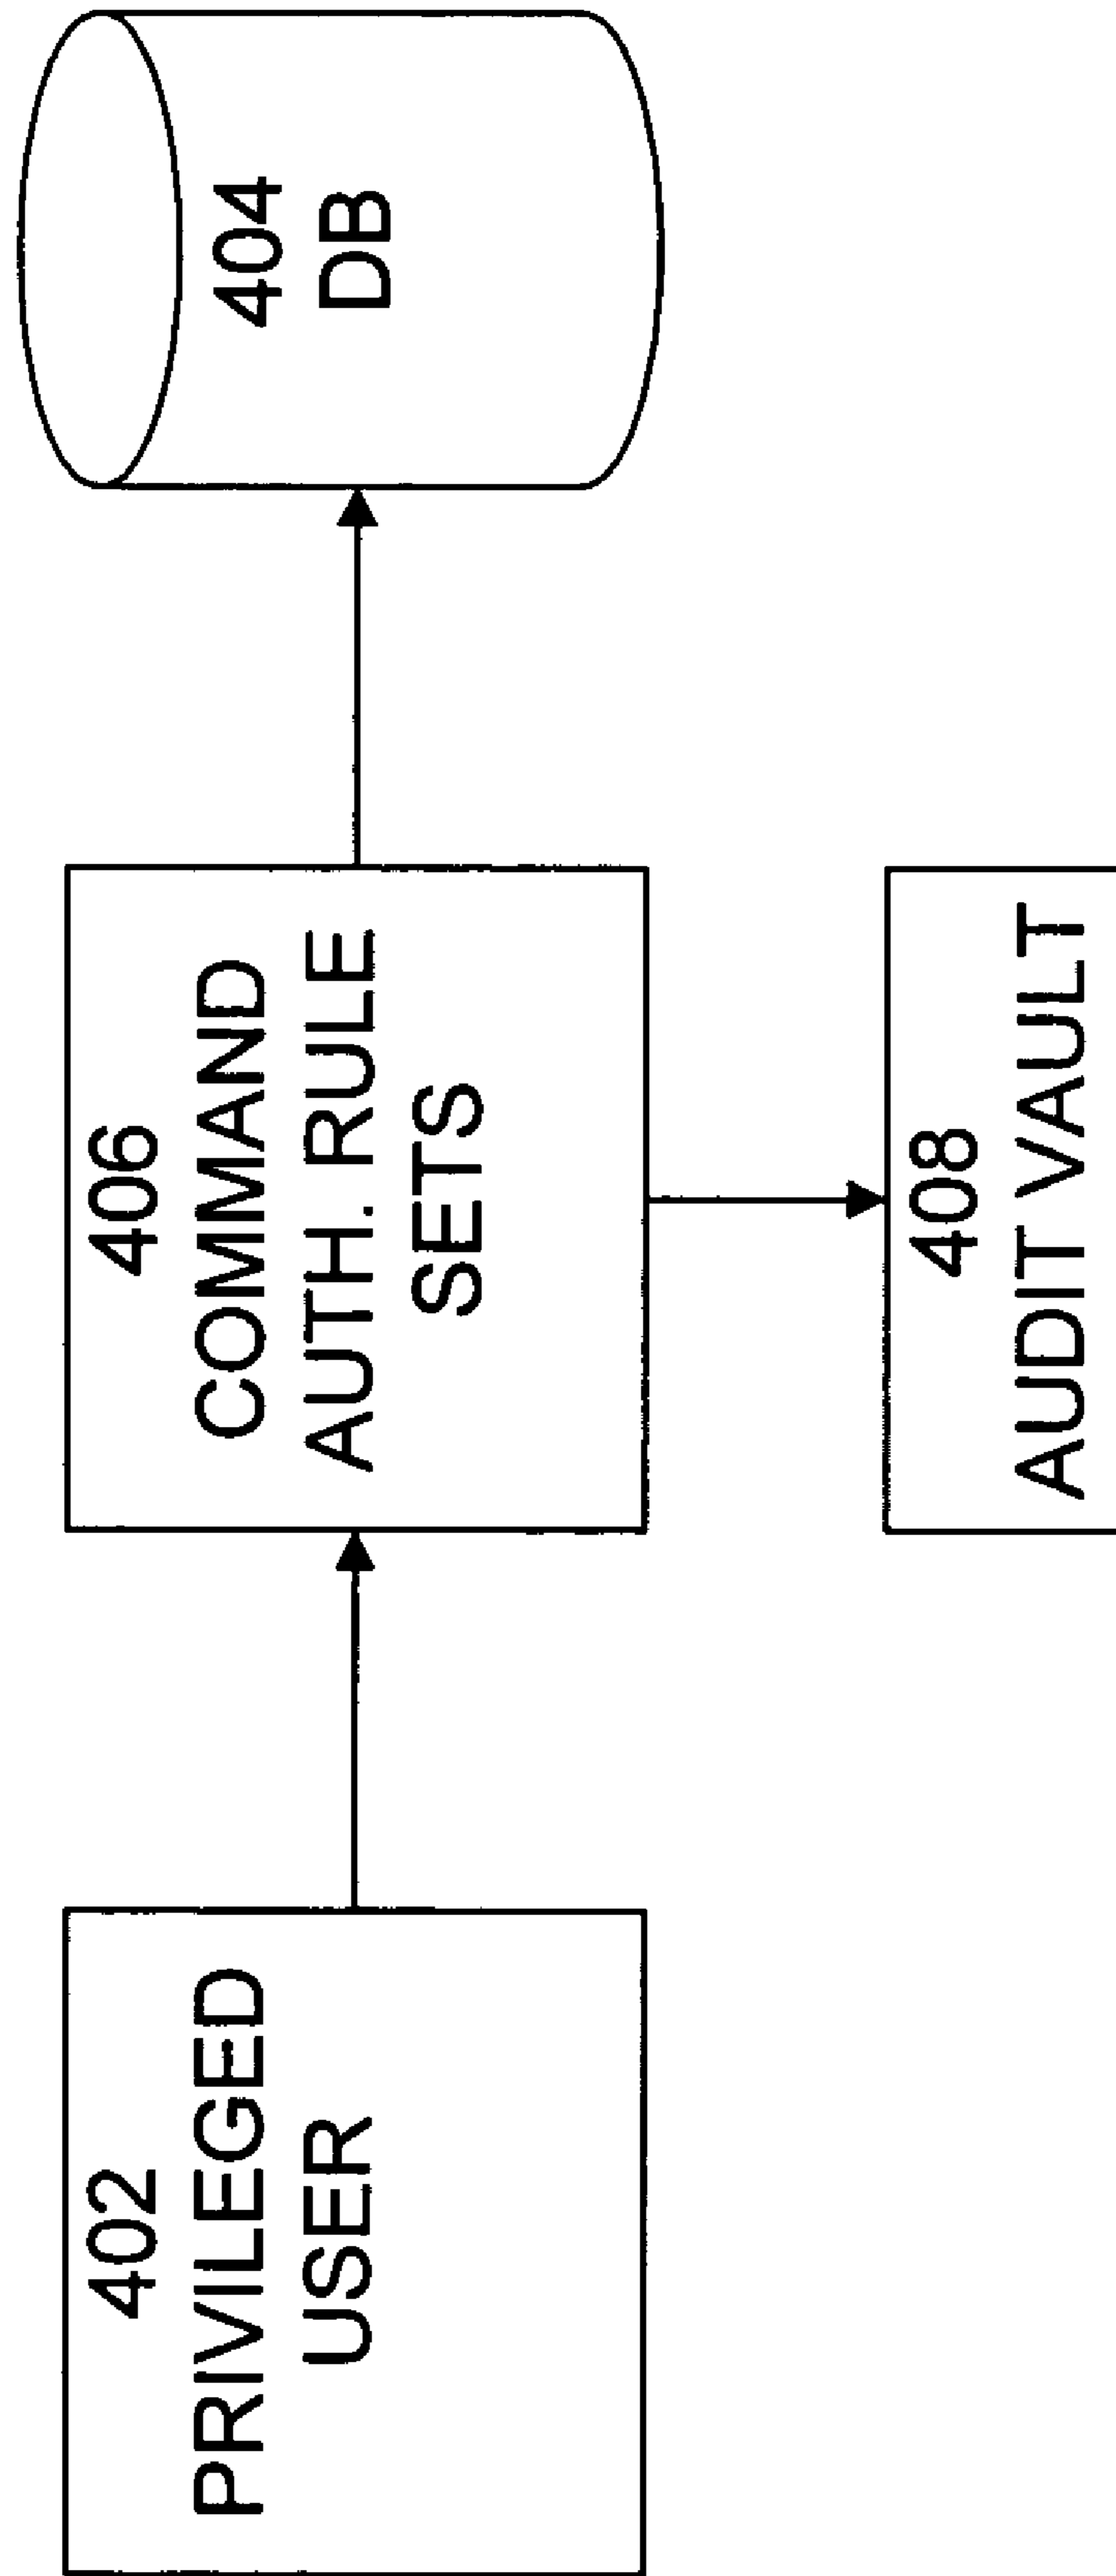 402
PRIVILEGED
USER
406
COMMAND
AUTH. RULE
SETS
404
DB
408
AUDIT VAULT